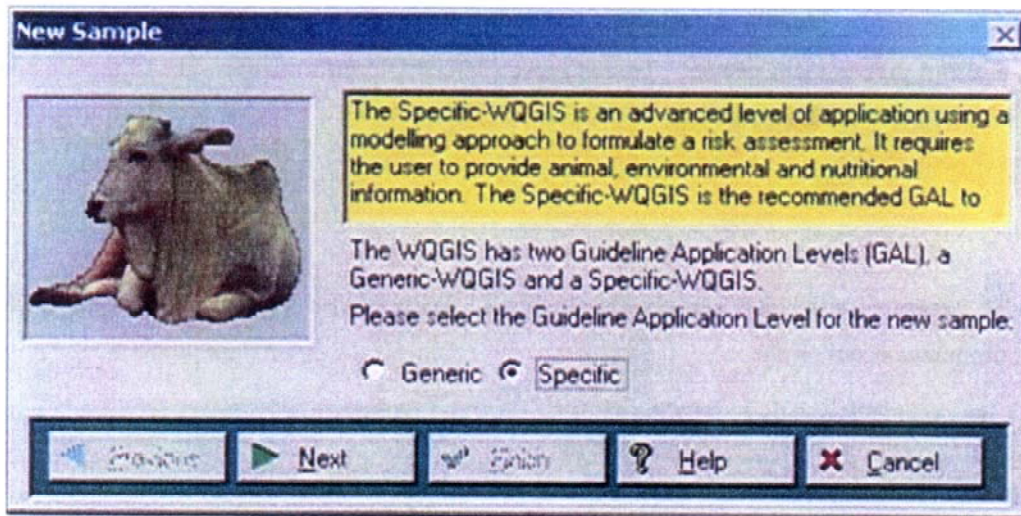 New Sample
The Specific-WQGIS is an advanced level of application using a
modelling approach to formulate a risk assessment. It requires
the user to provide animal, environmental and nutritional
information. The Specific-WQGIS is the recommended GAL to
The WQGIS has two Guideline Application Levels (GAL), a
Generic-WQGIS and a Specific-WQGIS.
Please select the Guideline Application Level for the new sample:
Generic Specific
Previous Next Finish Help Cancel